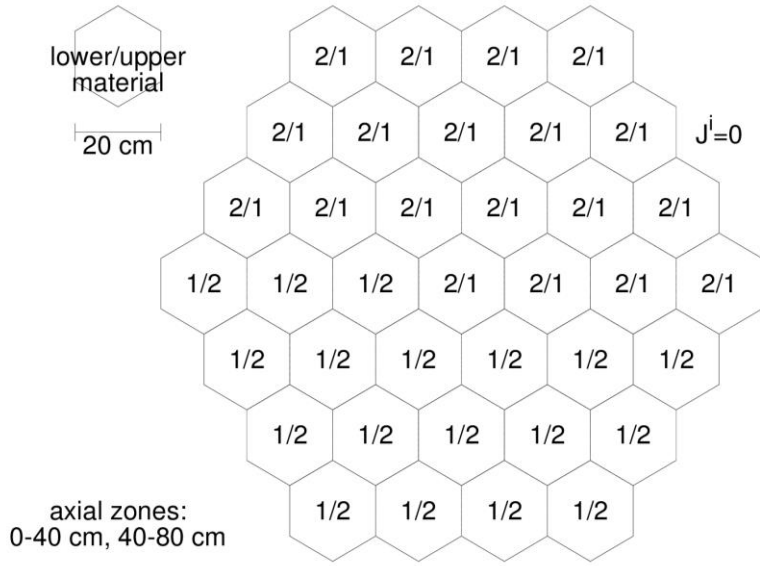 lower/upper
material
20 cm
2/1 2/1 2/1 2/1
2/1 2/1 2/1 2/1 2/1
J^i=0
2/1 2/1 2/1 2/1 2/1 2/1
1/2 1/2 1/2 2/1 2/1 2/1 2/1
1/2 1/2 1/2 1/2 1/2 1/2
1/2 1/2 1/2 1/2 1/2
1/2 1/2 1/2 1/2
axial zones:
0-40 cm, 40-80 cm